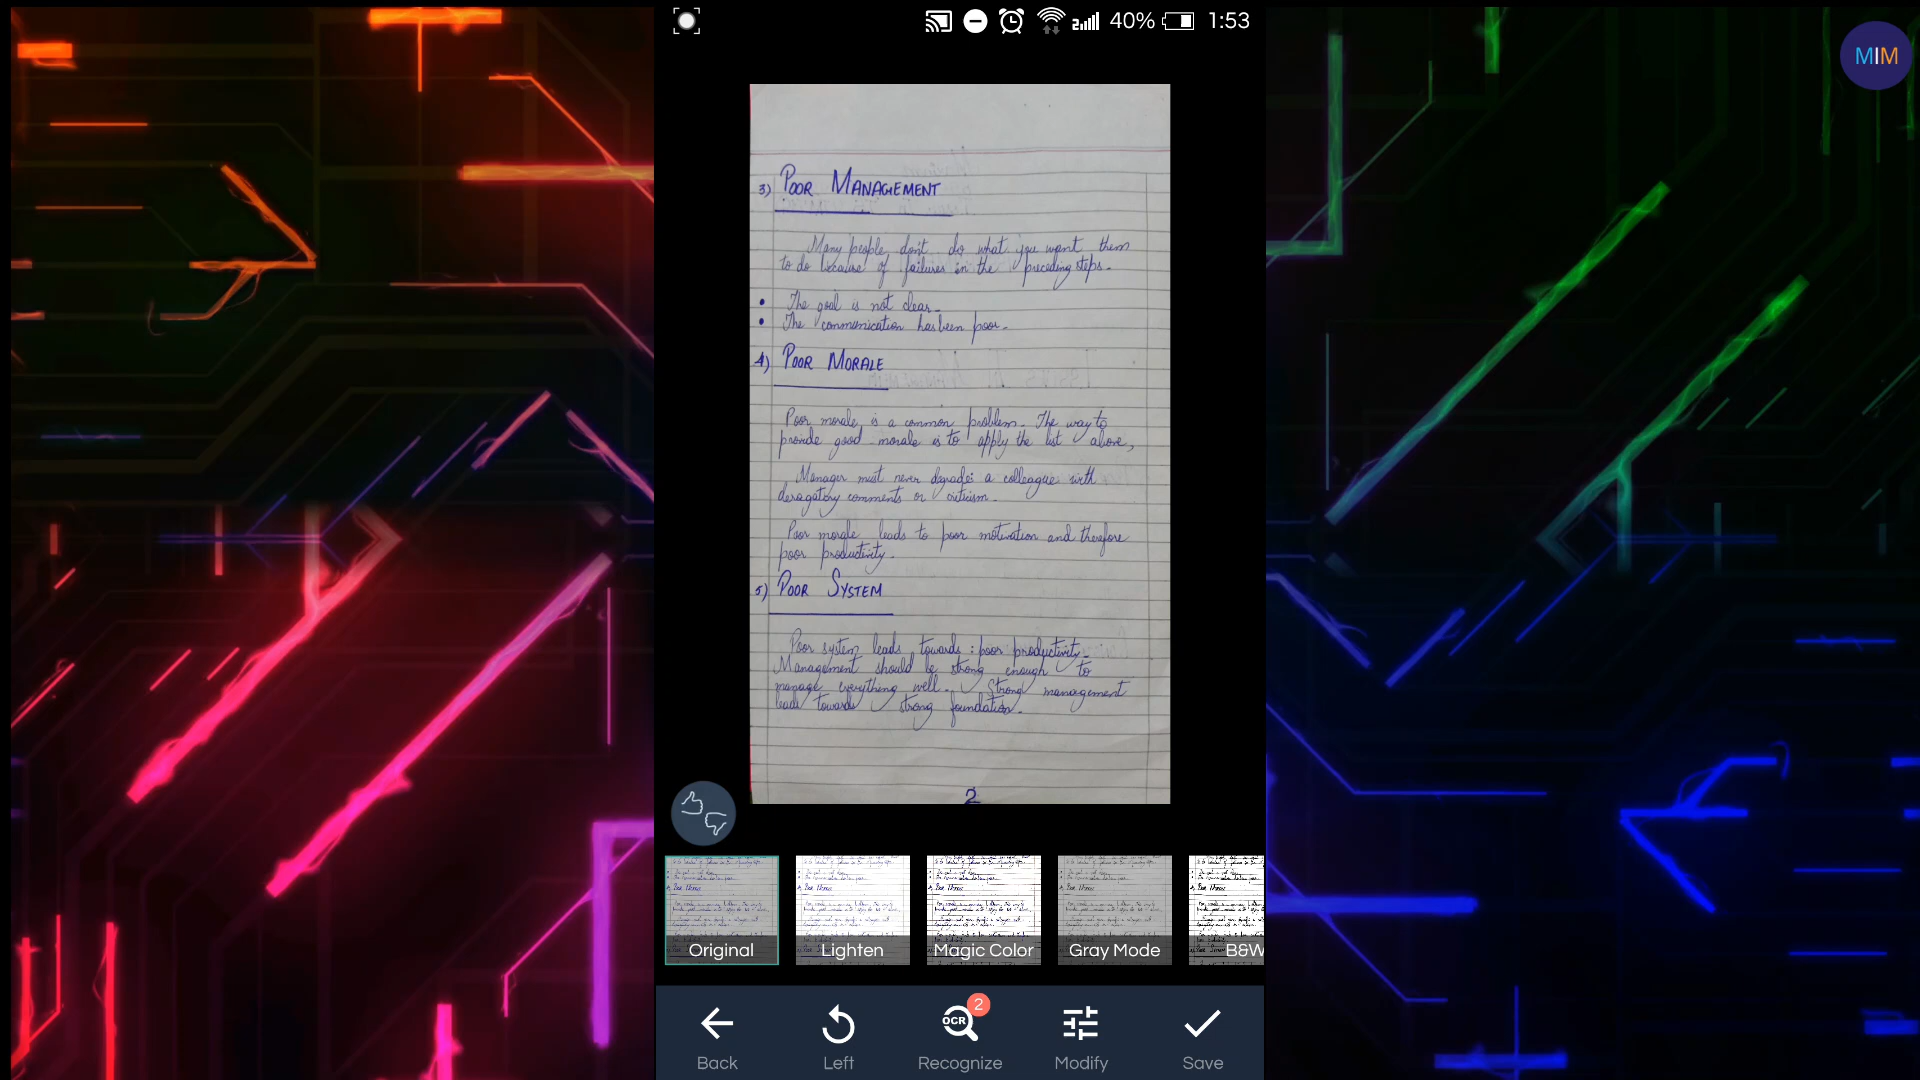 40% 1:53
MIM
3) POOR MANAGEMENT
Many people don't do what you want them
to do because of failures in the preceding steps.
• The goal is not clear.
• The communication has been poor.
4) POOR MORALE
Poor morale is a common problem. The way to
provide good morale is to apply the list above,
Manager must never degrade a colleague with
deragatory comments or criticism.
Poor morale leads to poor motivation and therefore
poor productivity.
5) POOR SYSTEM
Poor system leads towards : poor productivity.
Management should be strong enough to
manage everything well. Strong management
leads towards strong foundation.
2
Original Lighten Magic Color Gray Mode B&W
OCR 2
Back Left Recognize Modify Save